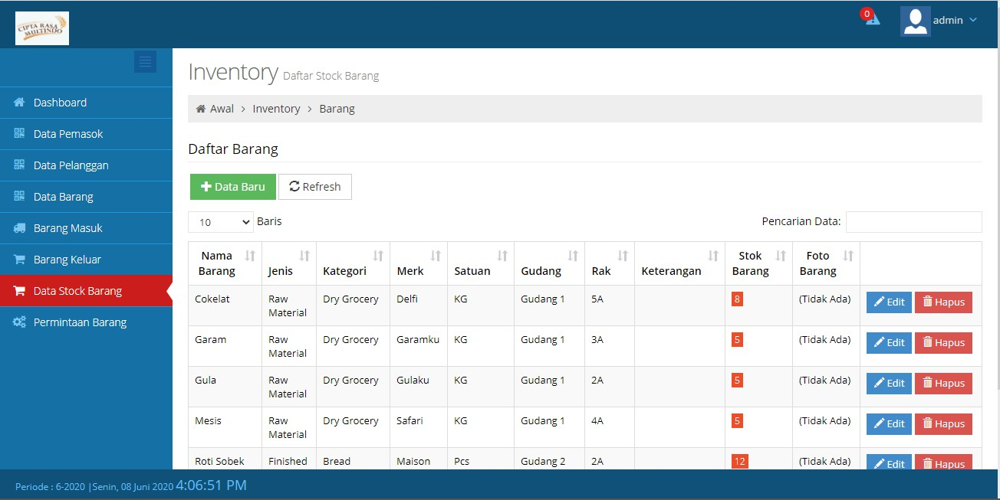 CIPTA RASA
MULTINDO
0
admin
Inventory Daftar Stock Barang
Awal > Inventory > Barang
Dashboard
Data Pemasok
Data Pelanggan
Data Barang
Barang Masuk
Barang Keluar
Data Stock Barang
Permintaan Barang
Daftar Barang
Data Baru Refresh
10 Baris Pencarian Data:
Nama Barang Jenis Kategori Merk Satuan Gudang Rak Keterangan Stok Barang Foto Barang
Cokelat Raw Material Dry Grocery Delfi KG Gudang 1 5A 8 (Tidak Ada) Edit Hapus
Garam Raw Material Dry Grocery Garamku KG Gudang 1 3A 5 (Tidak Ada) Edit Hapus
Gula Raw Material Dry Grocery Gulaku KG Gudang 1 2A 5 (Tidak Ada) Edit Hapus
Mesis Raw Material Dry Grocery Safari KG Gudang 1 4A 5 (Tidak Ada) Edit Hapus
Roti Sobek Finished Bread Maison Pcs Gudang 2 2A 12 (Tidak Ada) Edit Hapus
Periode : 6-2020 |Senin, 08 Juni 2020 4:06:51 PM